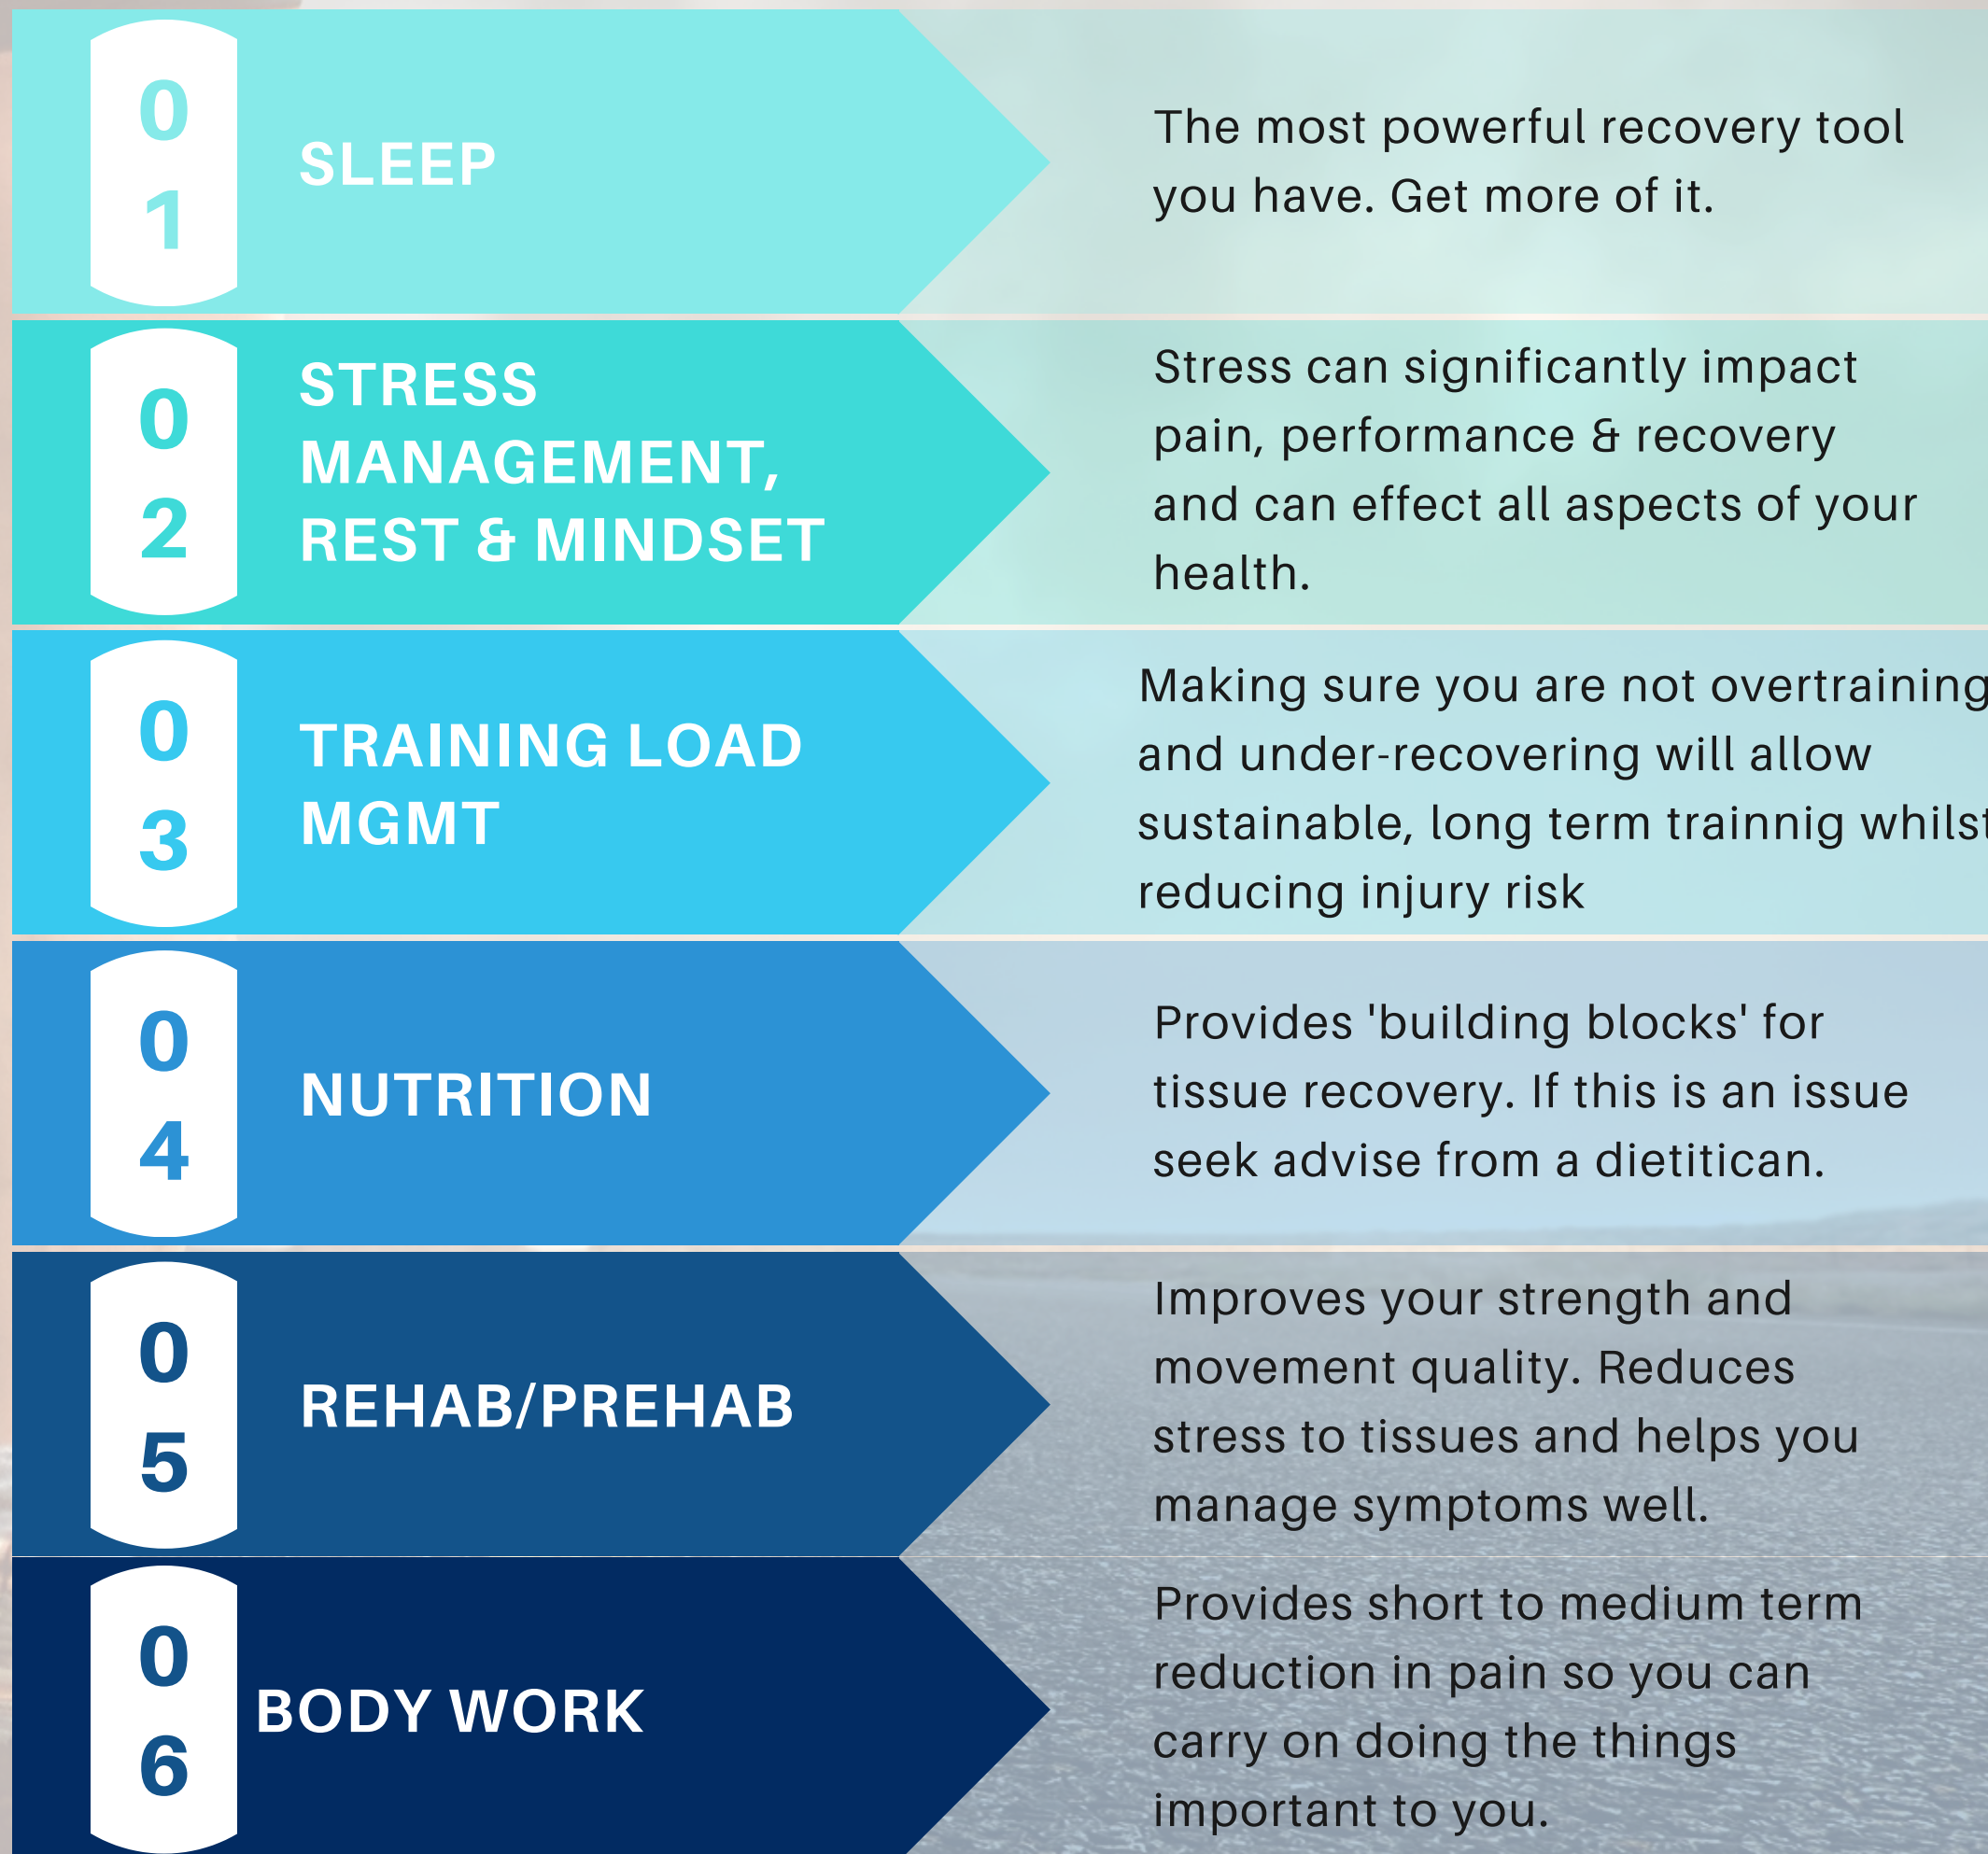 0
1
SLEEP
The most powerful recovery tool
you have. Get more of it.
0
2
STRESS
MANAGEMENT,
REST & MINDSET
Stress can significantly impact
pain, performance & recovery
and can effect all aspects of your
health.
0
3
TRAINING LOAD
MGMT
Making sure you are not overtraining
and under-recovering will allow
sustainable, long term trainnig whilst
reducing injury risk
0
4
NUTRITION
Provides 'building blocks' for
tissue recovery. If this is an issue
seek advise from a dietitican.
0
5
REHAB/PREHAB
Improves your strength and
movement quality. Reduces
stress to tissues and helps you
manage symptoms well.
0
6
BODY WORK
Provides short to medium term
reduction in pain so you can
carry on doing the things
important to you.